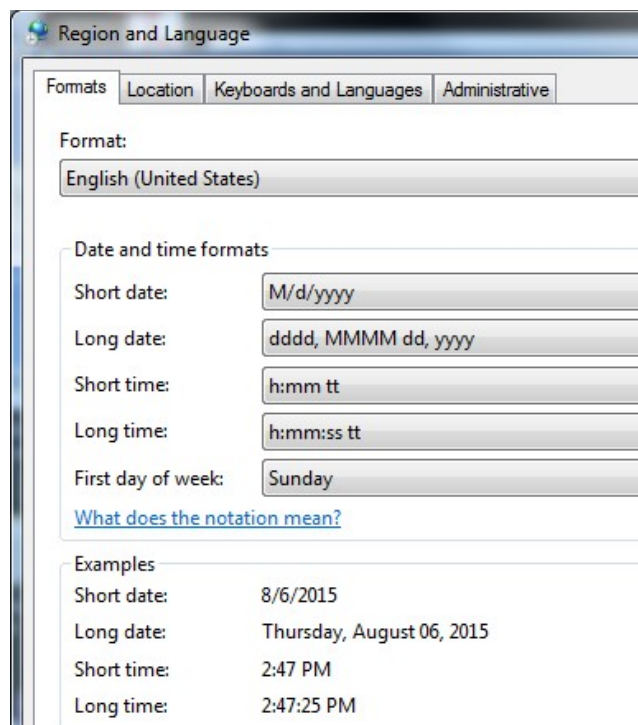 Region and Language
Formats Location Keyboards and Languages Administrative
Format:
English (United States)
Date and time formats
Short date: M/d/yyyy
Long date: dddd, MMMM dd, yyyy
Short time: h:mm tt
Long time: h:mm:ss tt
First day of week: Sunday
What does the notation mean?
Examples
Short date: 8/6/2015
Long date: Thursday, August 06, 2015
Short time: 2:47 PM
Long time: 2:47:25 PM